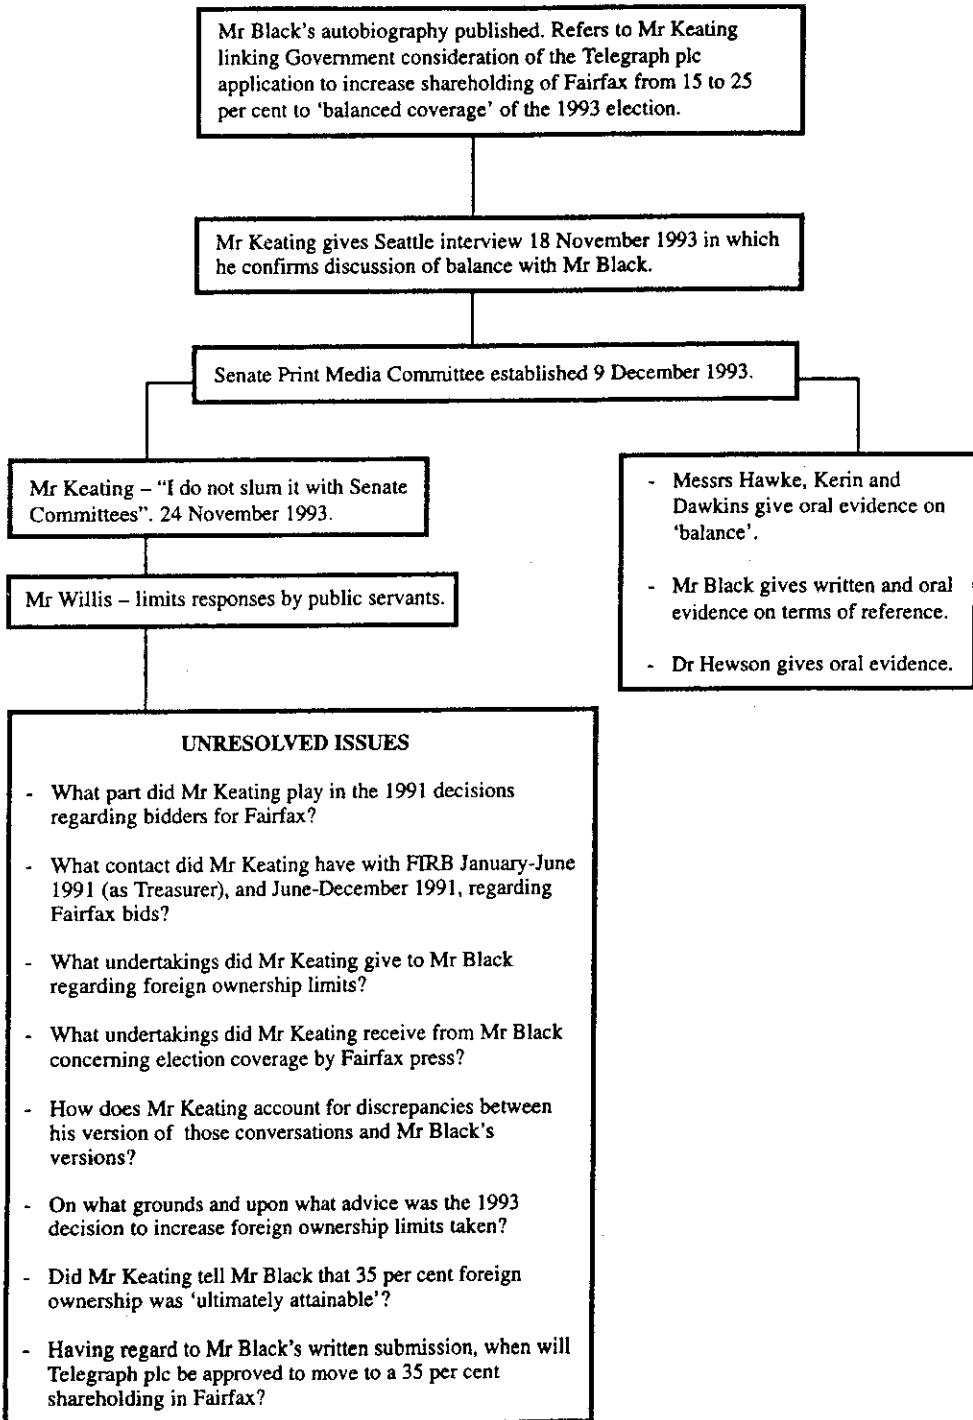 Mr Black's autobiography published. Refers to Mr Keating
linking Government consideration of the Telegraph plc
application to increase shareholding of Fairfax from 15 to 25
per cent to 'balanced coverage' of the 1993 election.
Mr Keating gives Seattle interview 18 November 1993 in which
he confirms discussion of balance with Mr Black.
Senate Print Media Committee established 9 December 1993.
Mr Keating – "I do not slum it with Senate
Committees". 24 November 1993.
Mr Willis – limits responses by public servants.
- Messrs Hawke, Kerin and
Dawkins give oral evidence on
'balance'.
- Mr Black gives written and oral
evidence on terms of reference.
- Dr Hewson gives oral evidence.
UNRESOLVED ISSUES
- What part did Mr Keating play in the 1991 decisions
regarding bidders for Fairfax?
- What contact did Mr Keating have with FIRB January-June
1991 (as Treasurer), and June-December 1991, regarding
Fairfax bids?
- What undertakings did Mr Keating give to Mr Black
regarding foreign ownership limits?
- What undertakings did Mr Keating receive from Mr Black
concerning election coverage by Fairfax press?
- How does Mr Keating account for discrepancies between
his version of those conversations and Mr Black's
versions?
- On what grounds and upon what advice was the 1993
decision to increase foreign ownership limits taken?
- Did Mr Keating tell Mr Black that 35 per cent foreign
ownership was 'ultimately attainable'?
- Having regard to Mr Black's written submission, when will
Telegraph plc be approved to move to a 35 per cent
shareholding in Fairfax?